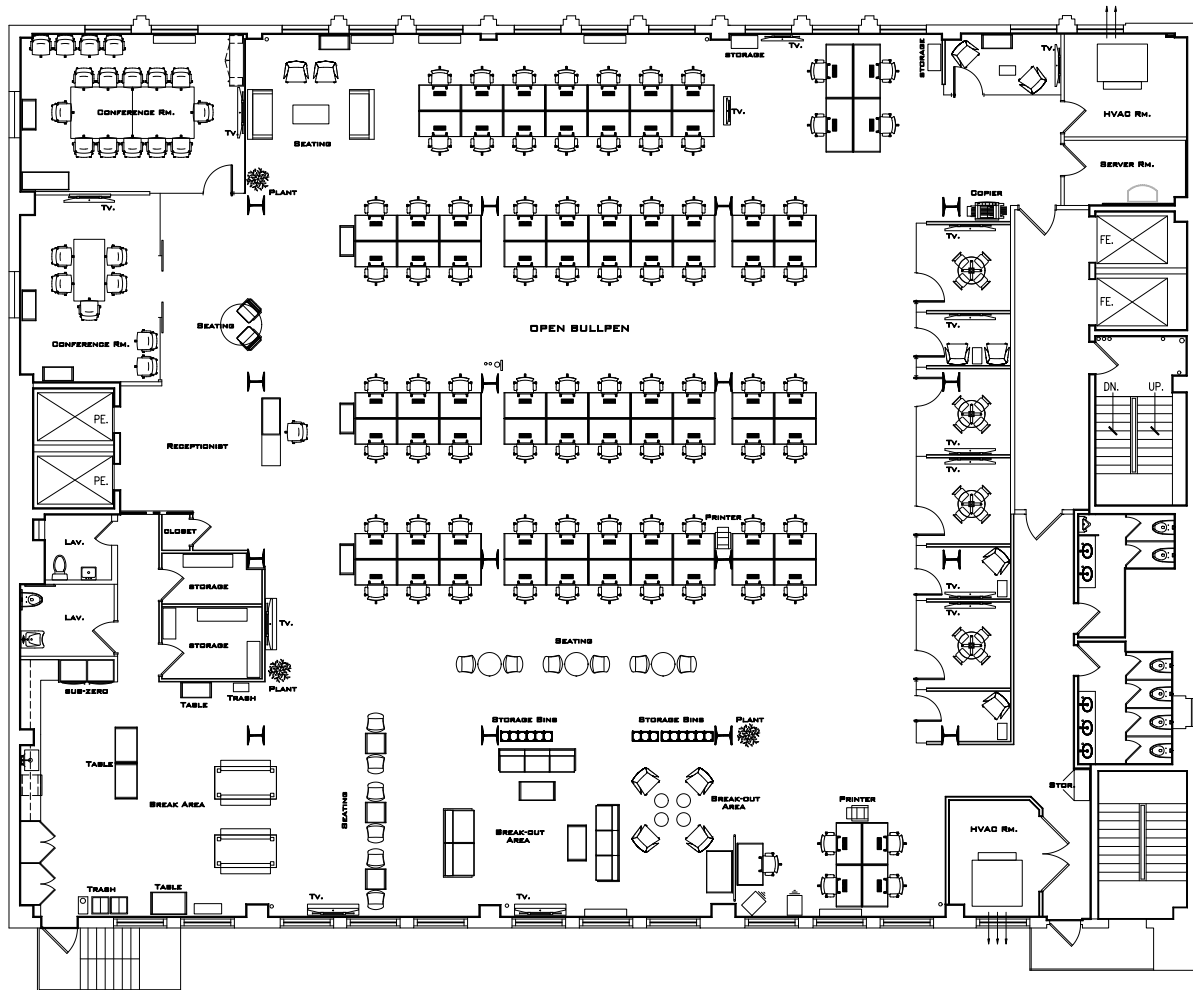 STORAGE
Tv.
STORAGE
Tv.
CONFERENCE RM.
Tv.
Tv.
HVAC RM.
SEATING
SERVER RM.
PLANT
COPIER
Tv.
Tv.
FE.
SEATING
OPEN BULLPEN
Tv.
FE.
CONFERENCE RM.
DN.
UP.
PE.
RECEPTIONIST
Tv.
Tv.
PE.
PRINTER
CLOSET
LAV.
STORAGE
Tv.
LAV.
Tv.
Tv.
STORAGE
SEATING
SUB-ZERO
PLANT
TABLE
TRASH
STORAGE BINS
STORAGE BINS
PLANT
TABLE
BREAK AREA
SEATING
BREAK-OUT
AREA
PRINTER
STOR.
BREAK-OUT
AREA
HVAC RM.
TRASH
TABLE
Tv.
Tv.